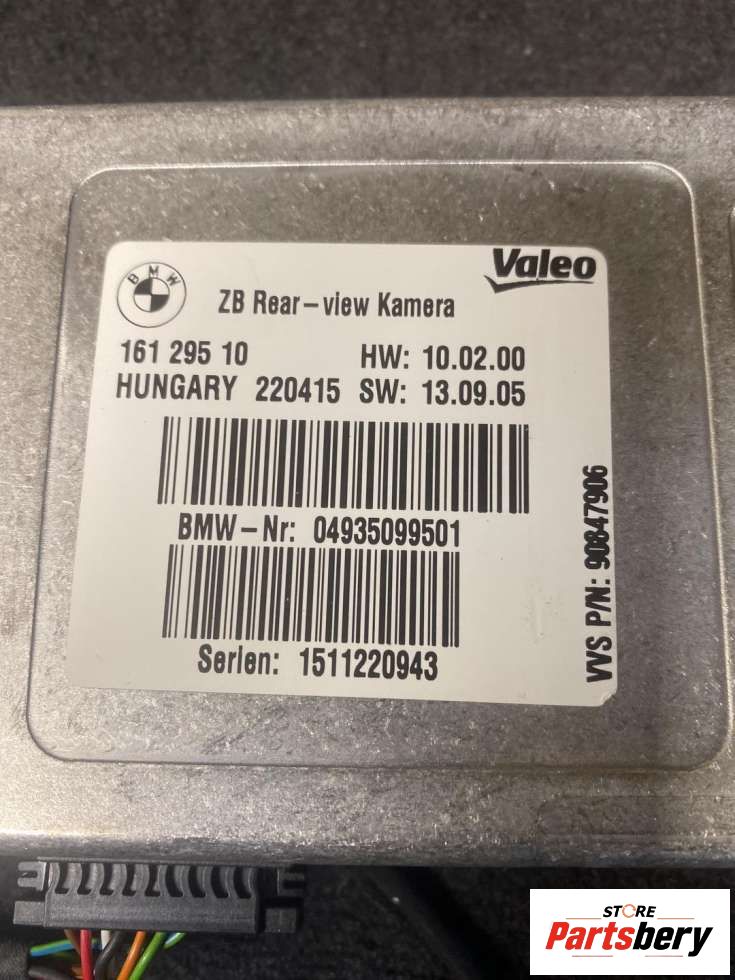 BMW
Valeo
ZB Rear-view Kamera
161 295 10 HW: 10.02.00
HUNGARY 220415 SW: 13.09.05
BMW-Nr: 04935099501
Serien: 1511220943
VVS P/N: 90847906
STORE
Partsbery